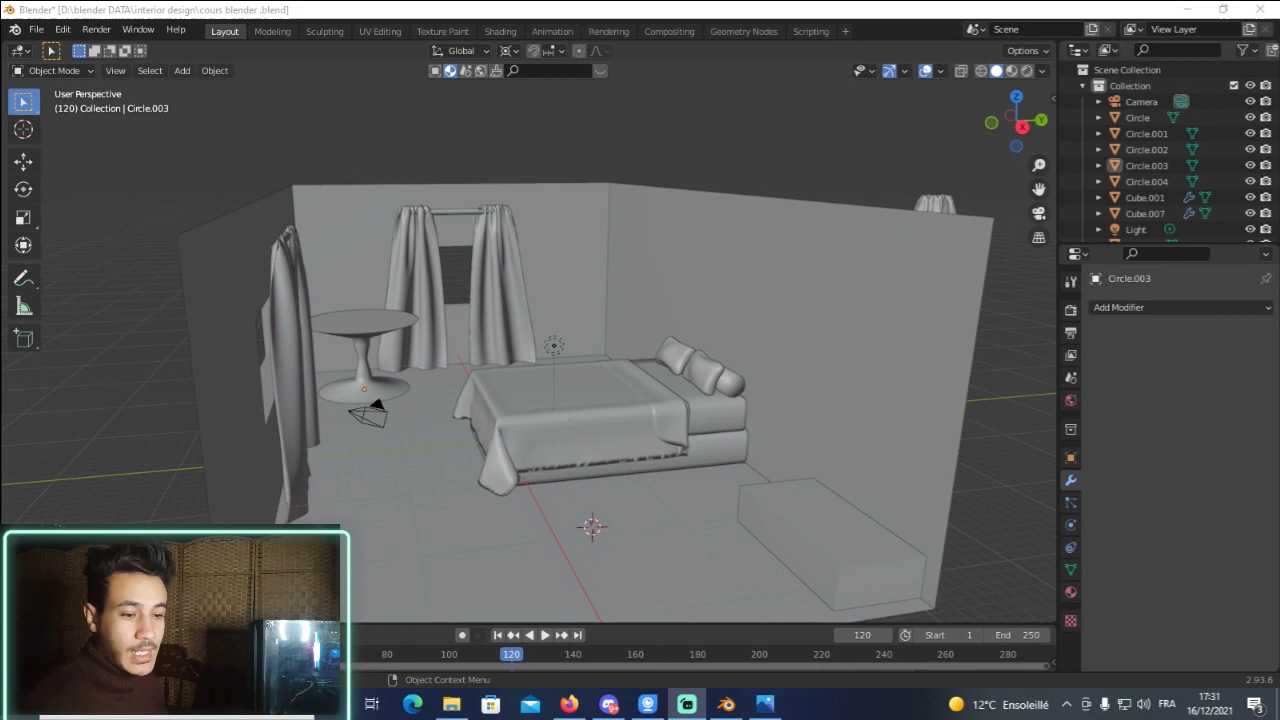 Blender* [D:\blender DATA\interior design\cours blender .blend]
File Edit Render Window Help Layout Modeling Sculpting UV Editing Texture Paint Shading Animation Rendering Compositing Geometry Nodes Scripting + Scene View Layer
Global Options
Object Mode View Select Add Object
Scene Collection
Collection
Camera
Circle
Circle.001
Circle.002
Circle.003
Circle.004
Cube.001
Cube.007
Light
User Perspective
(120) Collection | Circle.003
Z
Y
X
Circle.003
Add Modifier
120 Start 1 End 250
80 100 120 140 160 180 200 220 240 260 280
Object Context Menu
2.93.6
12°C Ensoleillé FRA 17:31
16/12/2021
3